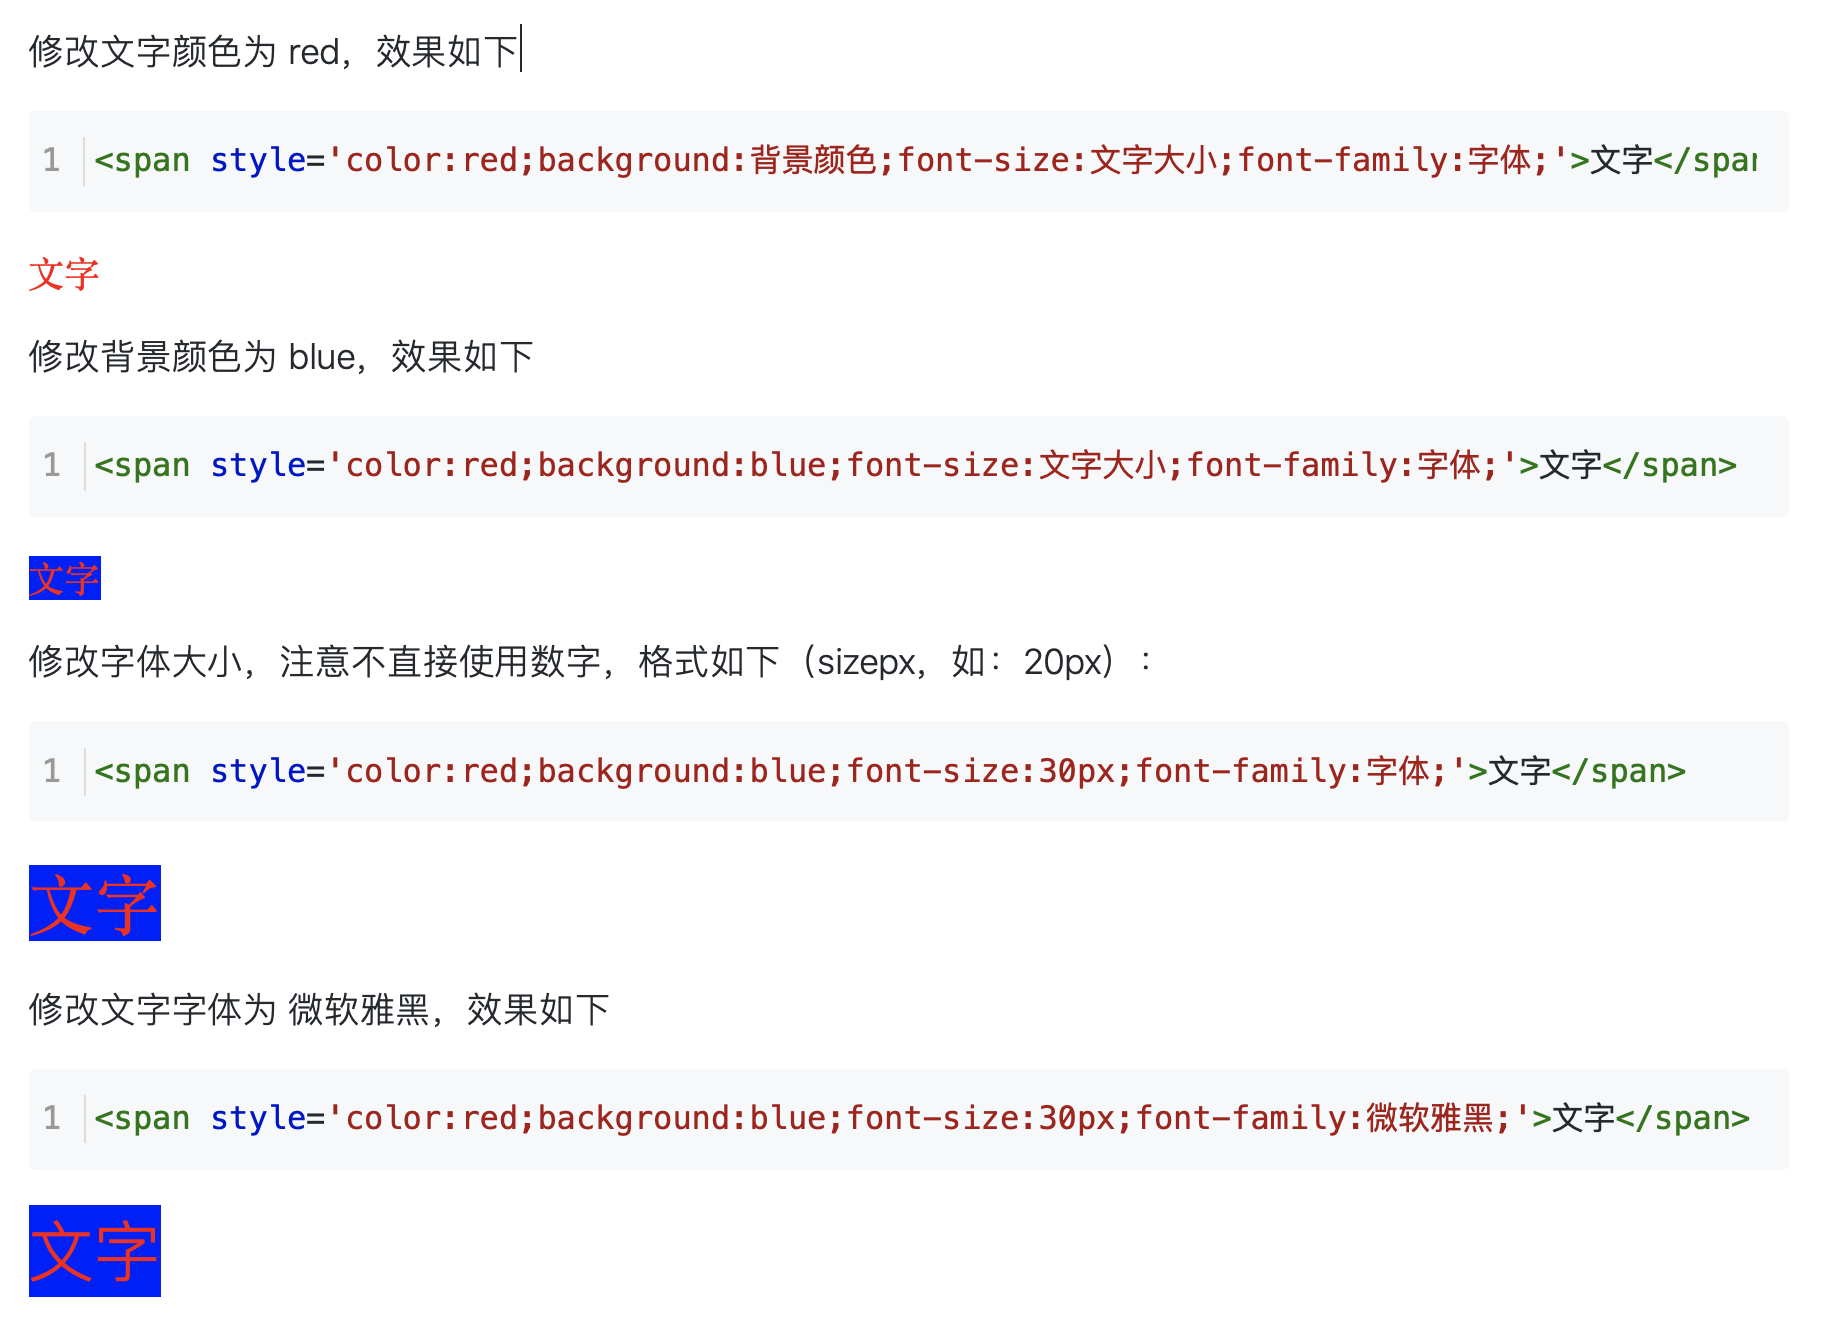 修改文字颜色为 red，效果如下
1 <span style='color:red;background:背景颜色;font-size:文字大小;font-family:字体;'>文字</span
文字
修改背景颜色为 blue，效果如下
1 <span style='color:red;background:blue;font-size:文字大小;font-family:字体;'>文字</span>
文字
修改字体大小，注意不直接使用数字，格式如下（sizepx，如：20px）：
1 <span style='color:red;background:blue;font-size:30px;font-family:字体;'>文字</span>
文字
修改文字字体为 微软雅黑，效果如下
1 <span style='color:red;background:blue;font-size:30px;font-family:微软雅黑;'>文字</span>
文字